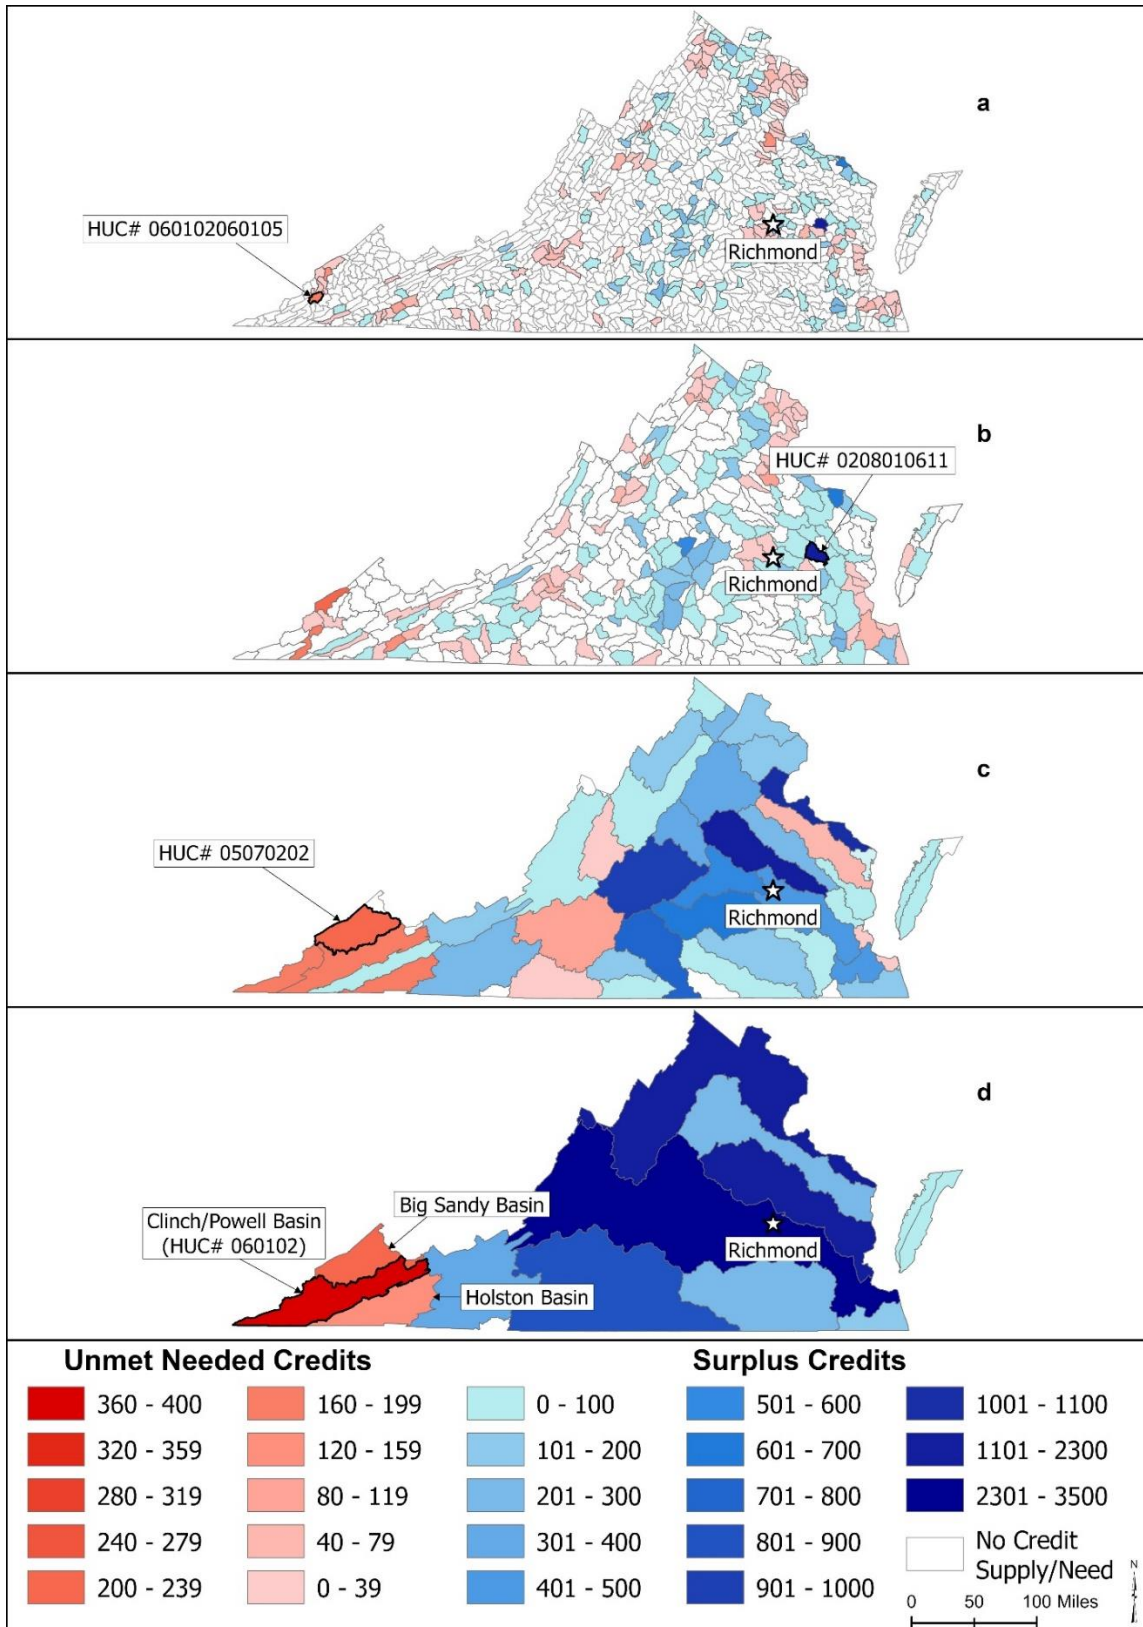 a
HUC# 060102060105
Richmond
b
HUC# 0208010611
Richmond
c
HUC# 05070202
Richmond
d
Big Sandy Basin
Clinch/Powell Basin
(HUC# 060102)
Richmond
Holston Basin
Unmet Needed Credits
Surplus Credits
360 - 400
160 - 199
0 - 100
501 - 600
1001 - 1100
320 - 359
120 - 159
101 - 200
601 - 700
1101 - 2300
280 - 319
80 - 119
201 - 300
701 - 800
2301 - 3500
240 - 279
40 - 79
301 - 400
801 - 900
No Credit
Supply/Need
200 - 239
0 - 39
401 - 500
901 - 1000
0 50 100 Miles
N